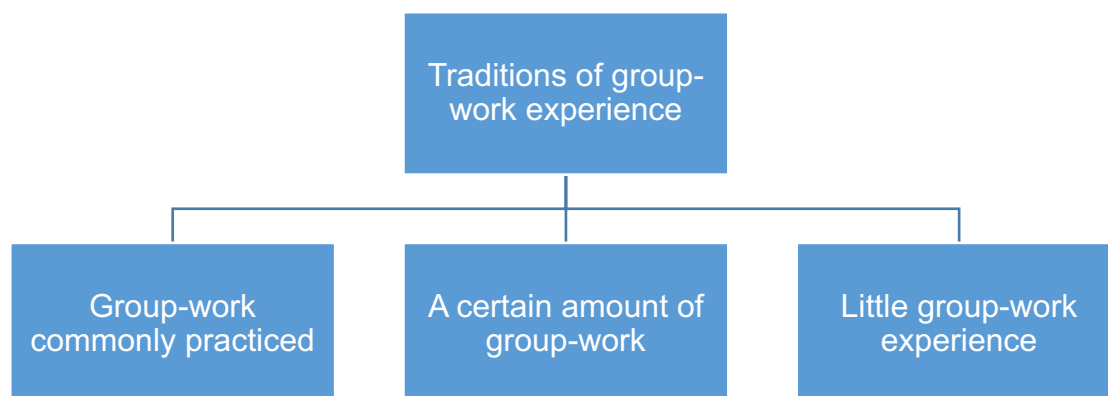 Traditions of group-
work experience
Group-work
commonly practiced
A certain amount of
group-work
Little group-work
experience